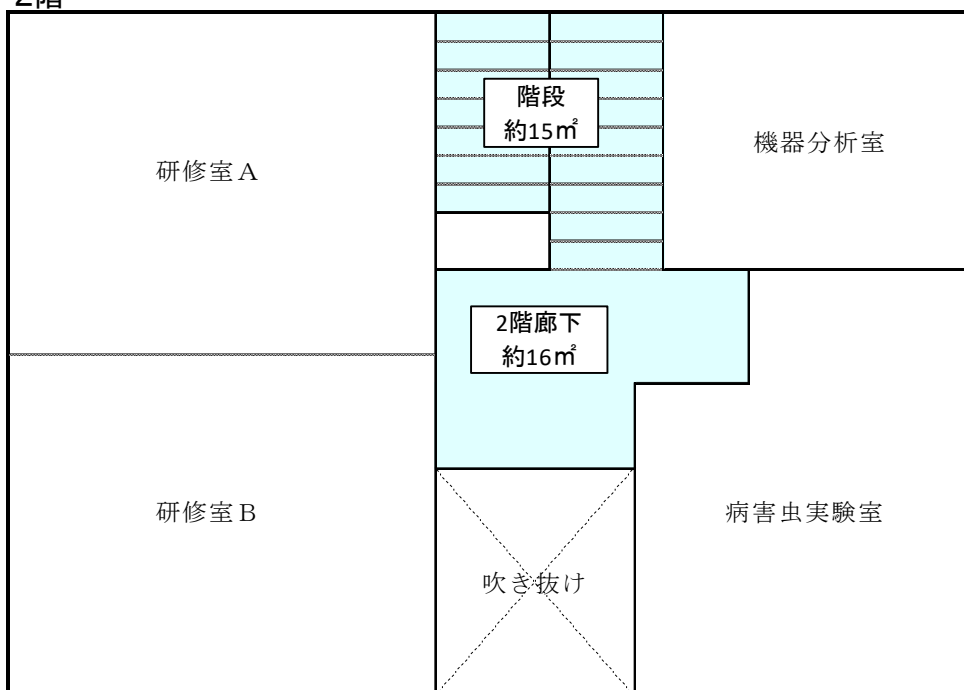 2階
階段
約15㎡
機器分析室
研修室A
2階廊下
約16㎡
研修室B
病害虫実験室
吹き抜け